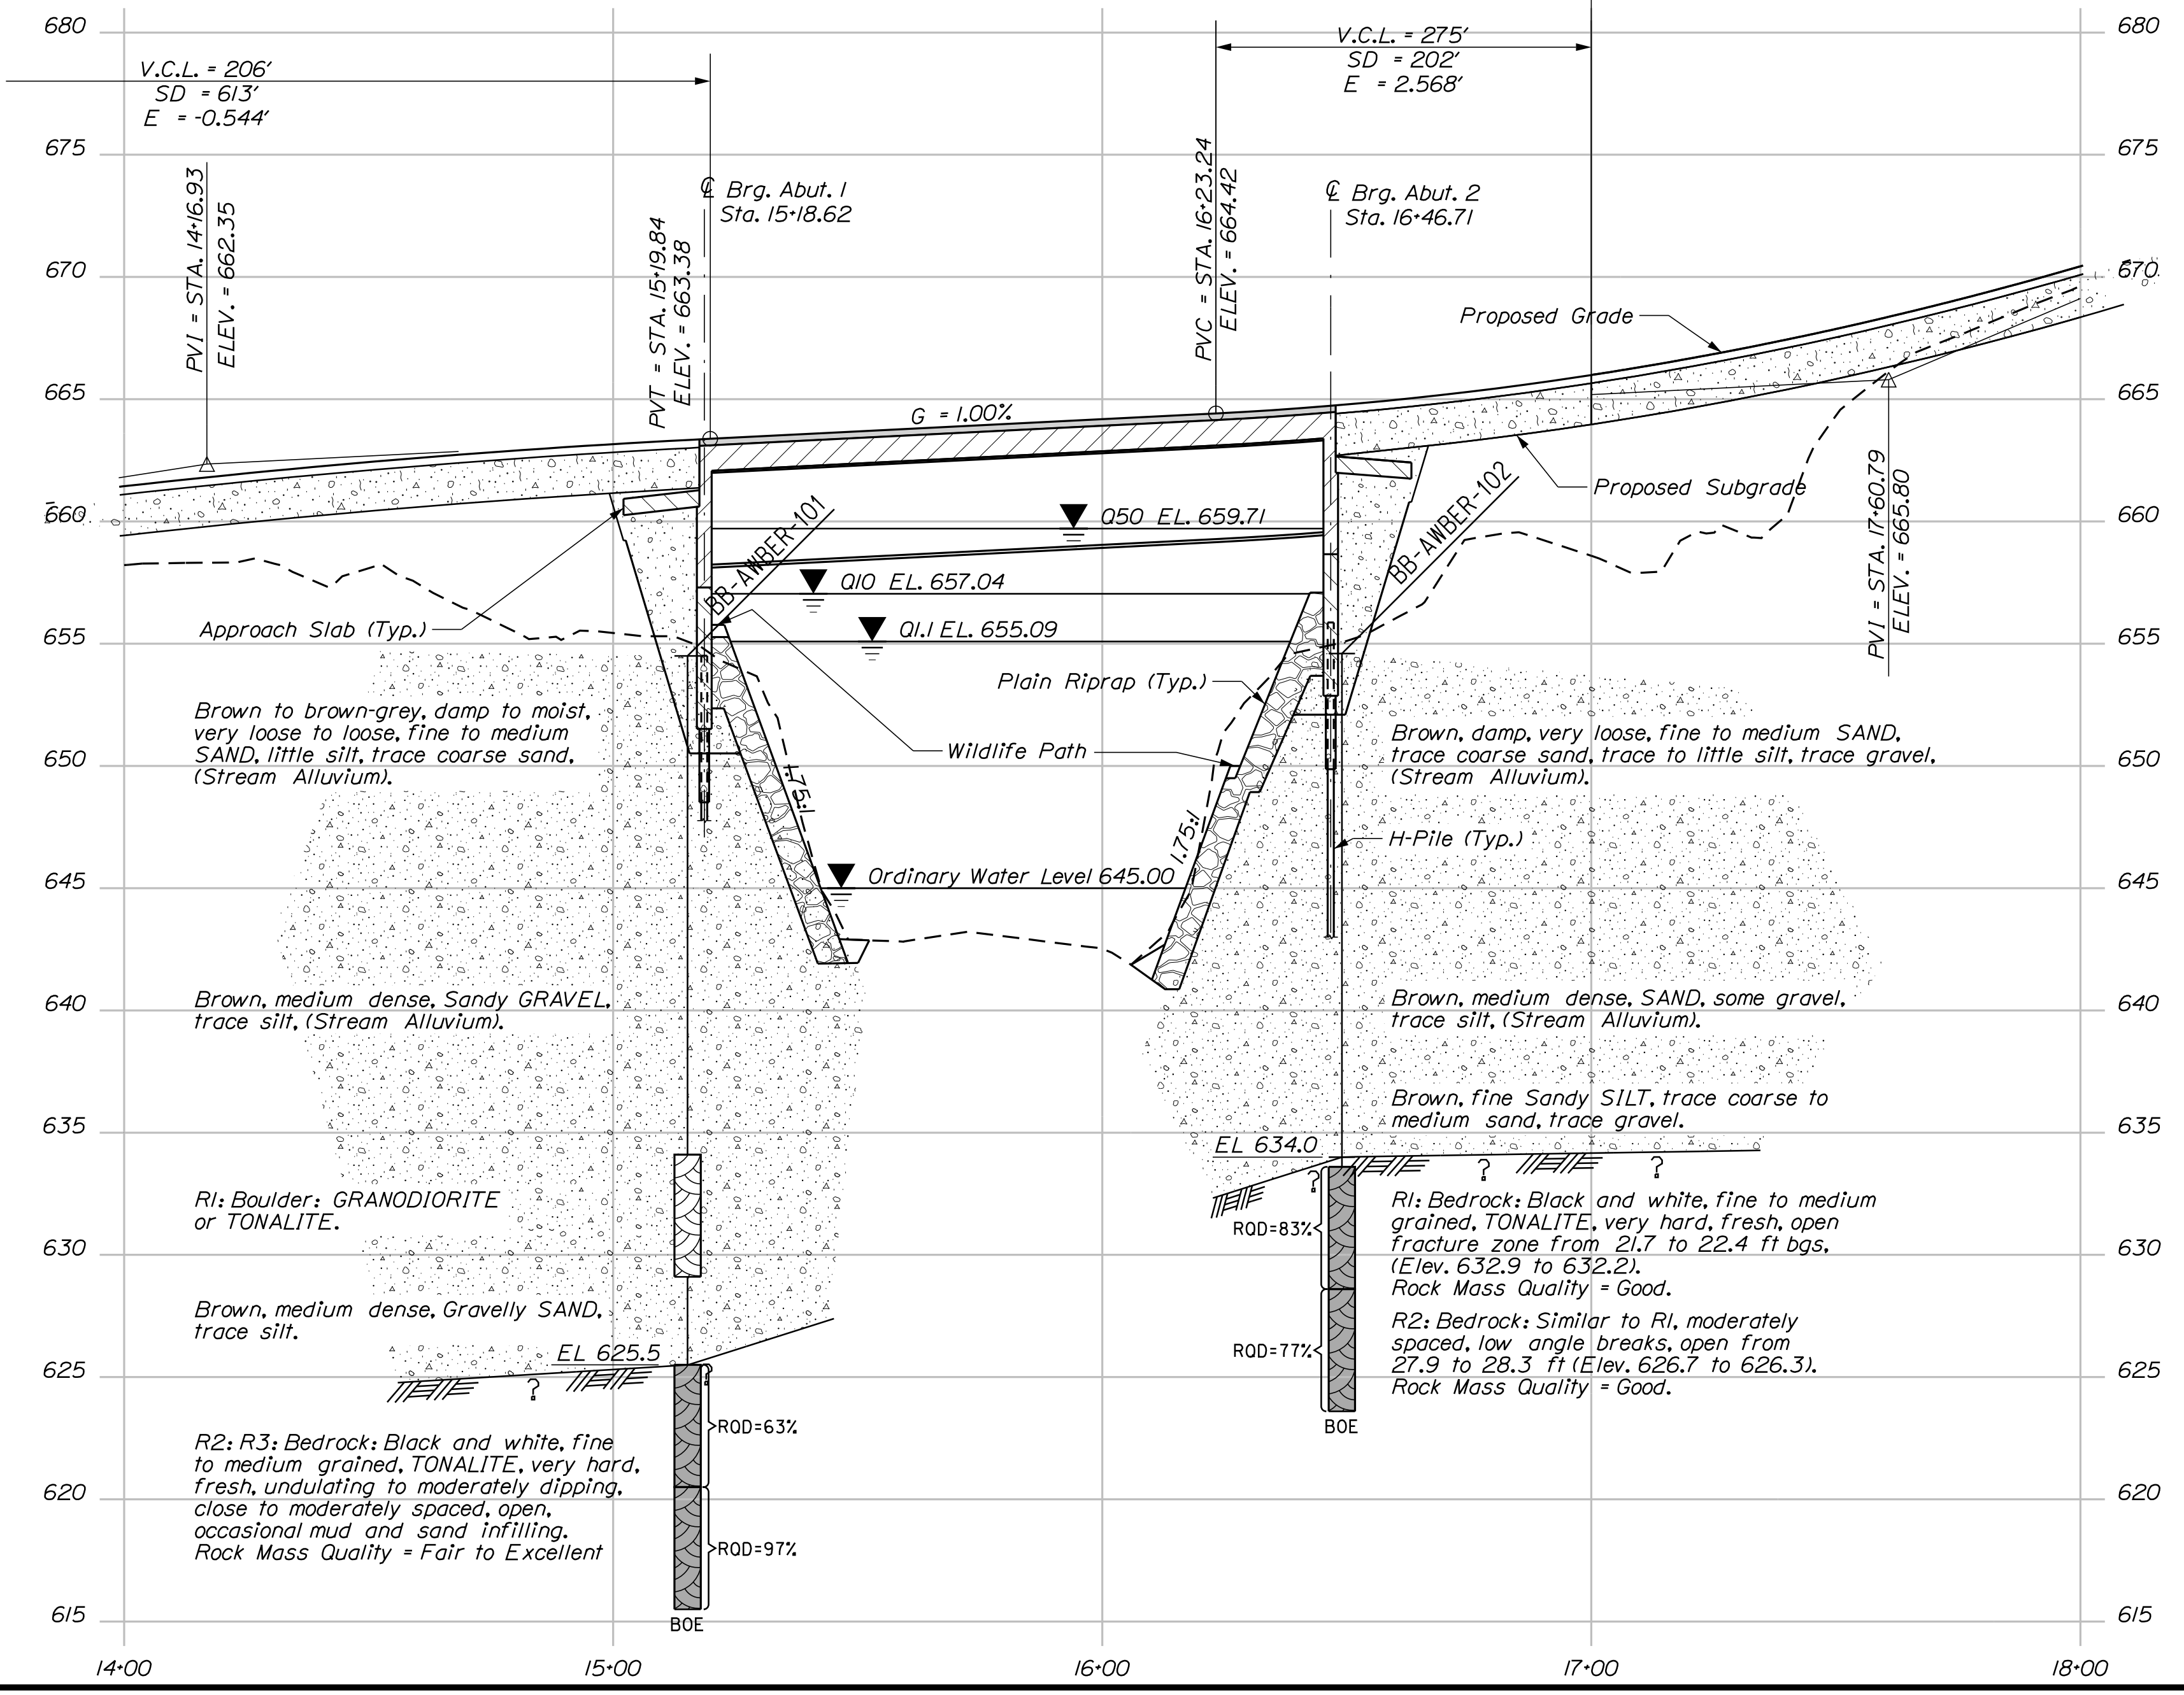 680
680
V.C.L. = 275'
SD = 202'
E = 2.568'
V.C.L. = 206'
SD = 613'
E = -0.544'
675
675
PVI = STA. 14+16.93
ELEV. = 662.35
PVT = STA. 15+19.84
ELEV. = 663.38
℄ Brg. Abut. 1
Sta. 15+18.62
PVC = STA. 16+23.24
ELEV. = 664.42
℄ Brg. Abut. 2
Sta. 16+46.71
670
670
Proposed Grade
665
665
G = 1.00%
Proposed Subgrade
PVI = STA. 17+60.79
ELEV. = 665.80
660
660
Q50 EL. 659.71
BB-AWBER-101
BB-AWBER-102
Q10 EL. 657.04
Approach Slab (Typ.)
Q1.1 EL. 655.09
655
655
Plain Riprap (Typ.)
Brown to brown-grey, damp to moist,
very loose to loose, fine to medium
SAND, little silt, trace coarse sand,
(Stream Alluvium).
Wildlife Path
Brown, damp, very loose, fine to medium SAND,
trace coarse sand, trace to little silt, trace gravel,
(Stream Alluvium).
650
650
1.75:1
1.75:1
H-Pile (Typ.)
645
645
Ordinary Water Level 645.00
Brown, medium dense, Sandy GRAVEL,
trace silt, (Stream Alluvium).
Brown, medium dense, SAND, some gravel,
trace silt, (Stream Alluvium).
640
640
Brown, fine Sandy SILT, trace coarse to
medium sand, trace gravel.
635
635
EL 634.0
?
?
?
R1: Boulder: GRANODIORITE
or TONALITE.
RQD=83%
R1: Bedrock: Black and white, fine to medium
grained, TONALITE, very hard, fresh, open
fracture zone from 21.7 to 22.4 ft bgs,
(Elev. 632.9 to 632.2).
Rock Mass Quality = Good.
630
630
Brown, medium dense, Gravelly SAND,
trace silt.
RQD=77%
R2: Bedrock: Similar to R1, moderately
spaced, low angle breaks, open from
27.9 to 28.3 ft (Elev. 626.7 to 626.3).
Rock Mass Quality = Good.
EL 625.5
625
625
?
?
RQD=63%
BOE
R2: R3: Bedrock: Black and white, fine
to medium grained, TONALITE, very hard,
fresh, undulating to moderately dipping,
close to moderately spaced, open,
occasional mud and sand infilling.
Rock Mass Quality = Fair to Excellent
620
620
RQD=97%
615
615
BOE
14+00
15+00
16+00
17+00
18+00